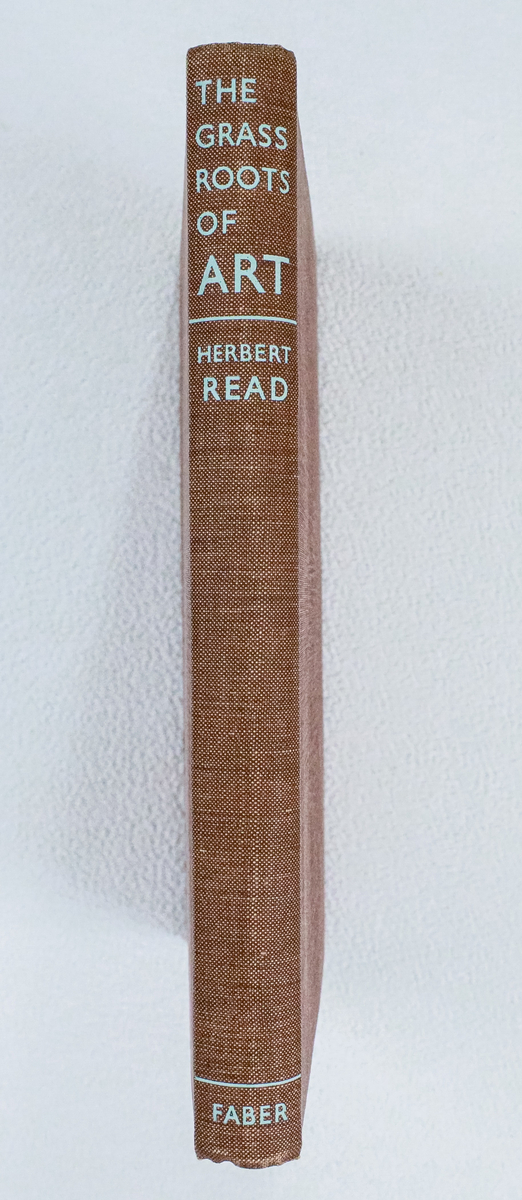 THE
GRASS
ROOTS
OF
ART
HERBERT
READ
FABER